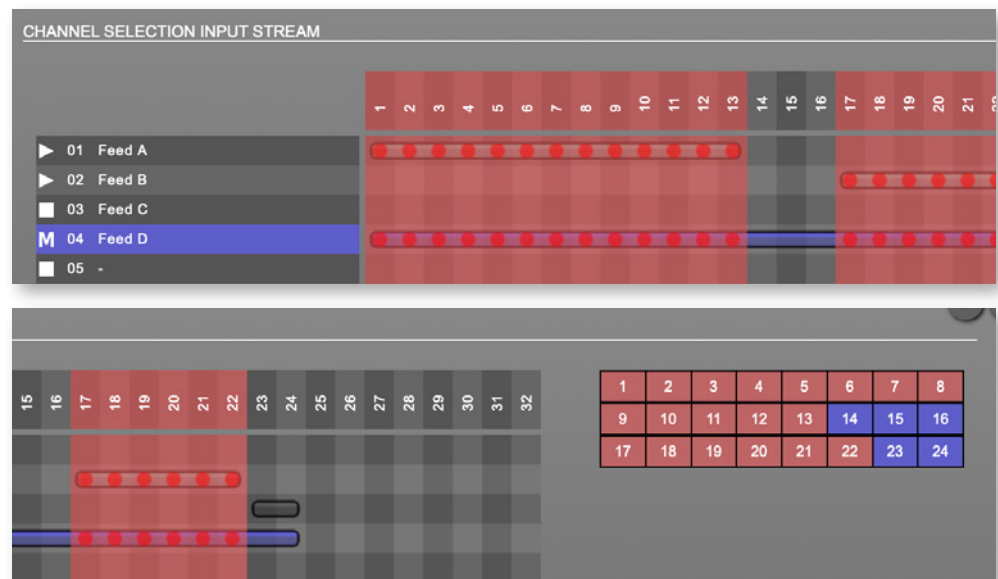 CHANNEL SELECTION INPUT STREAM
1 2 3 4 5 6 7 8 9 10 11 12 13 14 15 16 17 18 19 20 21
01 Feed A
02 Feed B
03 Feed C
M 04 Feed D
05 -
15 16 17 18 19 20 21 22 23 24 25 26 27 28 29 30 31 32
1 2 3 4 5 6 7 8
9 10 11 12 13 14 15 16
17 18 19 20 21 22 23 24